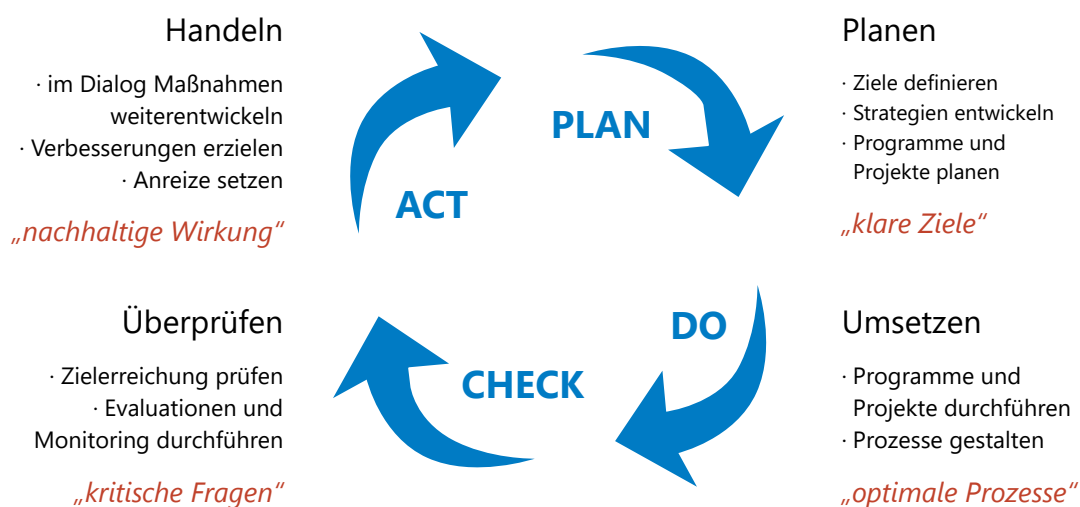 Handeln
· im Dialog Maßnahmen
weiterentwickeln
· Verbesserungen erzielen
· Anreize setzen
„nachhaltige Wirkung“
PLAN
ACT
Planen
· Ziele definieren
· Strategien entwickeln
· Programme und
Projekte planen
„klare Ziele“
Überprüfen
· Zielerreichung prüfen
· Evaluationen und
Monitoring durchführen
„kritische Fragen“
DO
CHECK
Umsetzen
· Programme und
Projekte durchführen
· Prozesse gestalten
„optimale Prozesse“